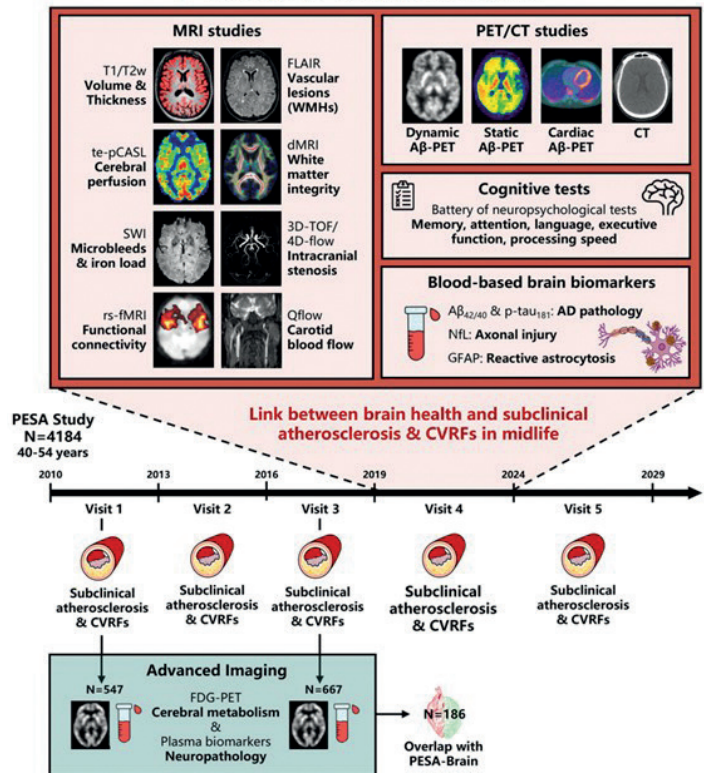 MRI studies
T1/T2w
Volume &
Thickness
FLAIR
Vascular
lesions
(WMHs)
te-pCASL
Cerebral
perfusion
dMRI
White
matter
integrity
SWI
Microbleeds
& iron load
3D-TOF/
4D-flow
Intracranial
stenosis
rs-fMRI
Functional
connectivity
Qflow
Carotid
blood flow
PET/CT studies
Dynamic
Aβ-PET
Static
Aβ-PET
Cardiac
Aβ-PET
CT
Cognitive tests
Battery of neuropsychological tests
Memory, attention, language, executive
function, processing speed
Blood-based brain biomarkers
Aβ42/40 & p-tau181: AD pathology
NfL: Axonal injury
GFAP: Reactive astrocytosis
Link between brain health and subclinical
atherosclerosis & CVRFs in midlife
PESA Study
N=4184
40-54 years
2010 2013 2016 2019 2024 2029
Visit 1 Visit 2 Visit 3 Visit 4 Visit 5
Subclinical
atherosclerosis
& CVRFs
Subclinical
atherosclerosis
& CVRFs
Subclinical
atherosclerosis
& CVRFs
Subclinical
atherosclerosis
& CVRFs
Subclinical
atherosclerosis
& CVRFs
Advanced Imaging
N=547
FDG-PET
Cerebral metabolism
&
Plasma biomarkers
Neuropathology
N=667
N=186
Overlap with
PESA-Brain